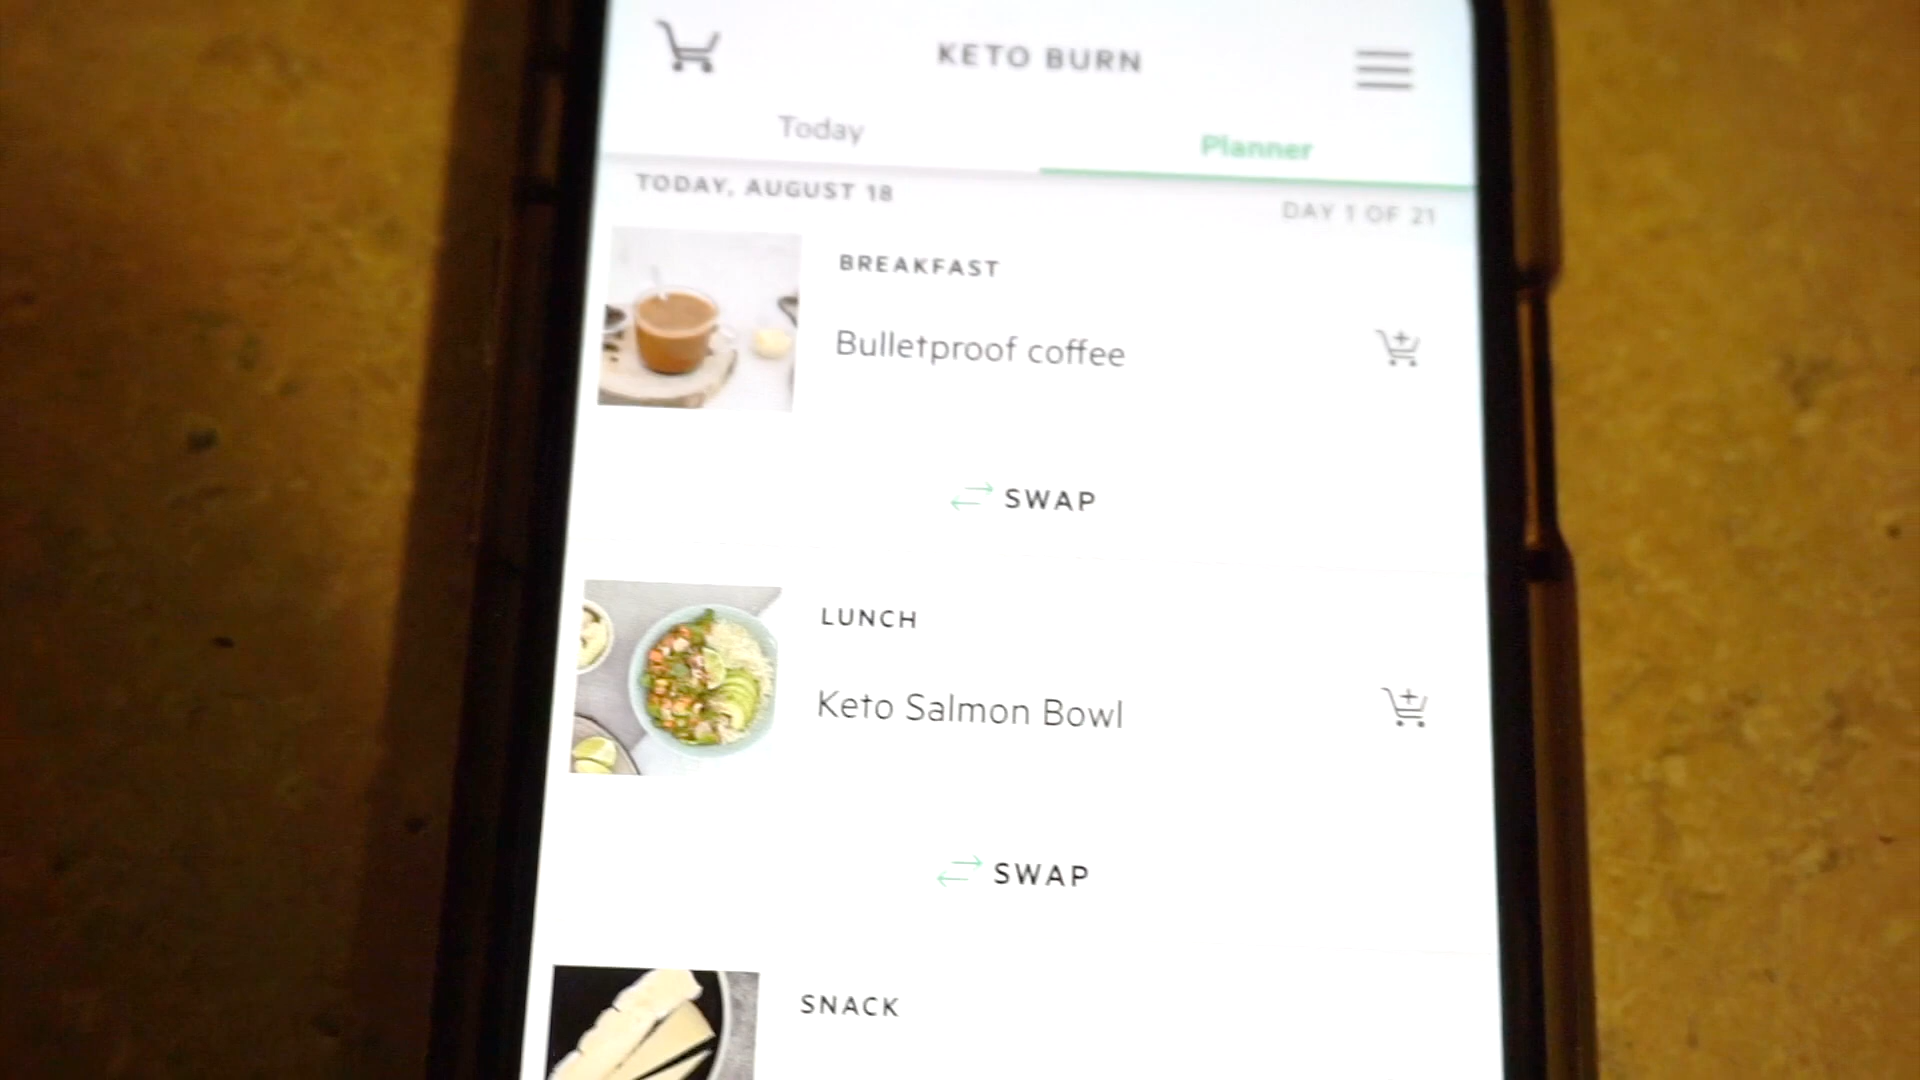 KETO BURN
Today
Planner
TODAY, AUGUST 18
DAY 1 OF 21
BREAKFAST
Bulletproof coffee
SWAP
LUNCH
Keto Salmon Bowl
SWAP
SNACK